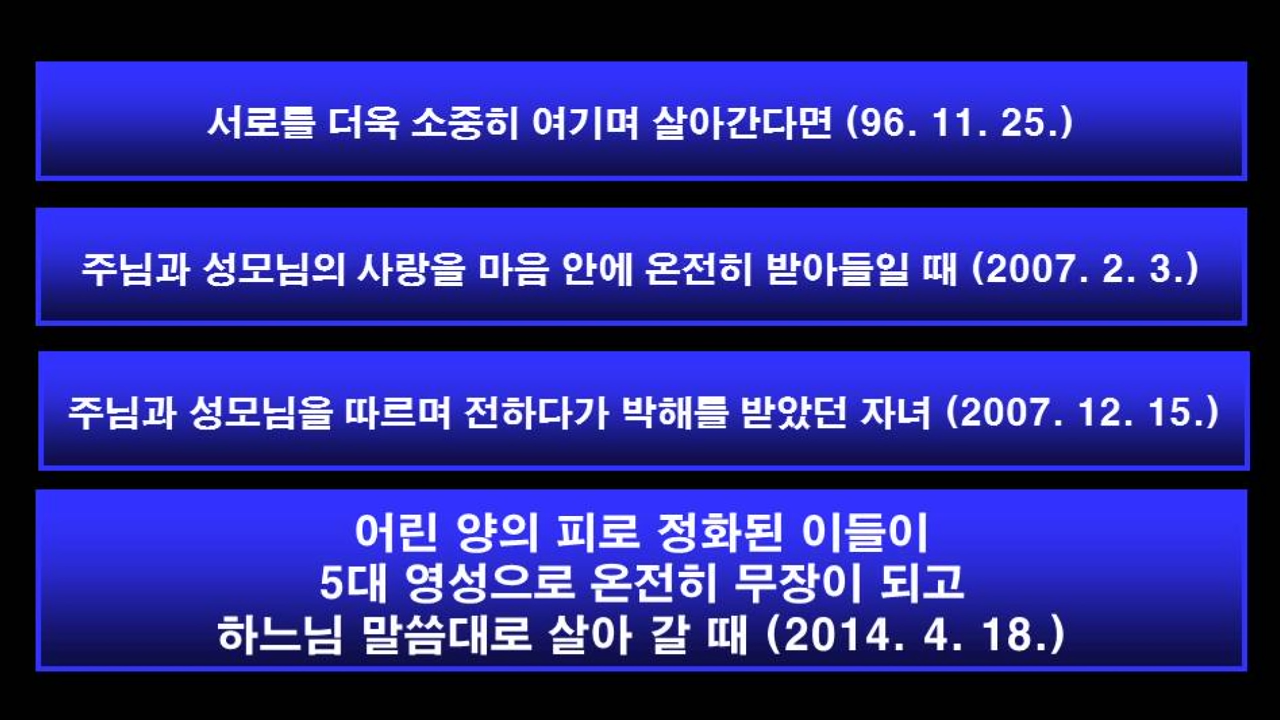 서로를 더욱 소중히 여기며 살아간다면 (96. 11. 25.)
주님과 성모님의 사랑을 마음 안에 온전히 받아들일 때 (2007. 2. 3.)
주님과 성모님을 따르며 전하다가 박해를 받았던 자녀 (2007. 12. 15.)
어린 양의 피로 정화된 이들이
5대 영성으로 온전히 무장이 되고
하느님 말씀대로 살아 갈 때 (2014. 4. 18.)